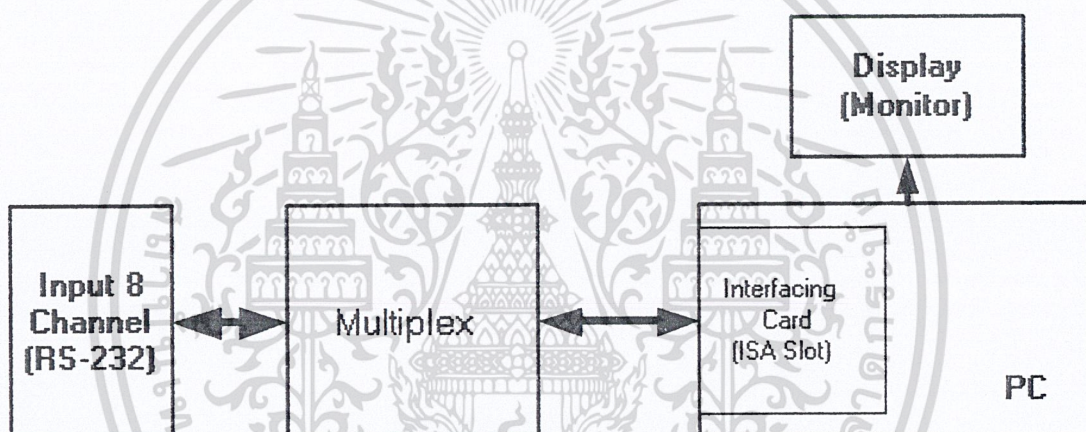 Display
(Monitor)
Input 8
Channel
(RS-232)
Multiplex
Interfacing
Card
(ISA Slot)
PC